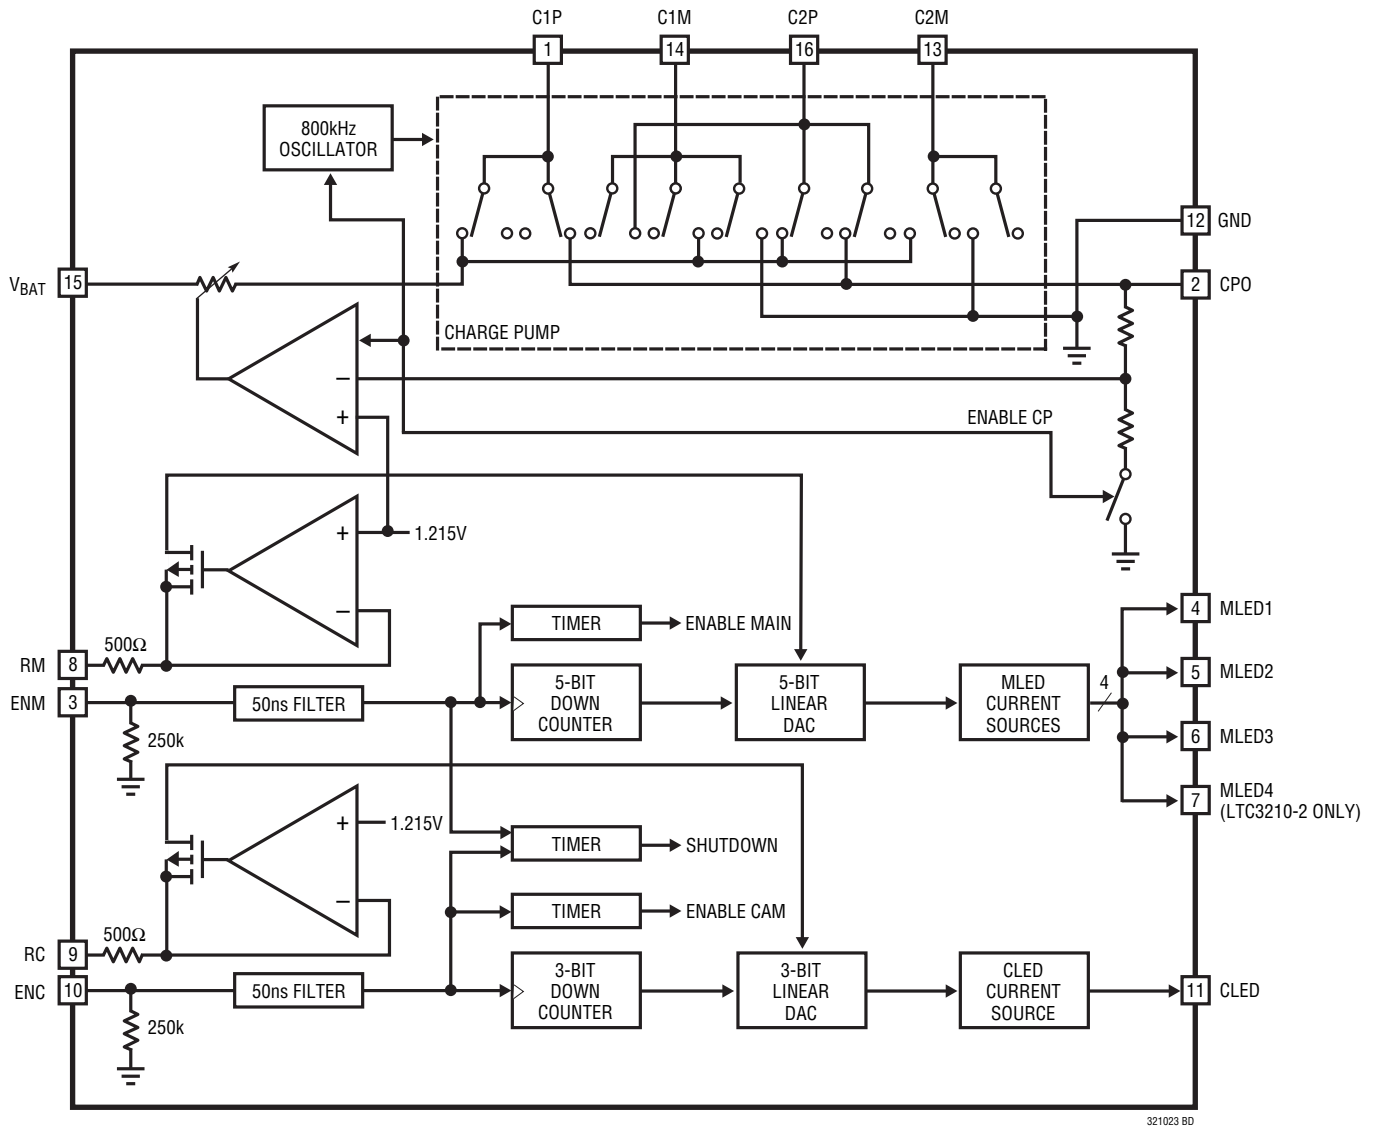 C1P
C1M
C2P
C2M
1
14
16
13
800kHz
OSCILLATOR
12 GND
VBAT 15
2 CPO
CHARGE PUMP
−
+
ENABLE CP
+
1.215V
−
4 MLED1
500Ω
TIMER
ENABLE MAIN
RM 8
5 MLED2
ENM 3
50ns FILTER
5-BIT
DOWN
COUNTER
5-BIT
LINEAR
DAC
MLED
CURRENT
SOURCES
4
250k
6 MLED3
7 MLED4
(LTC3210-2 ONLY)
+
1.215V
−
TIMER
SHUTDOWN
TIMER
ENABLE CAM
500Ω
RC 9
ENC 10
50ns FILTER
3-BIT
DOWN
COUNTER
3-BIT
LINEAR
DAC
CLED
CURRENT
SOURCE
11 CLED
250k
321023 BD